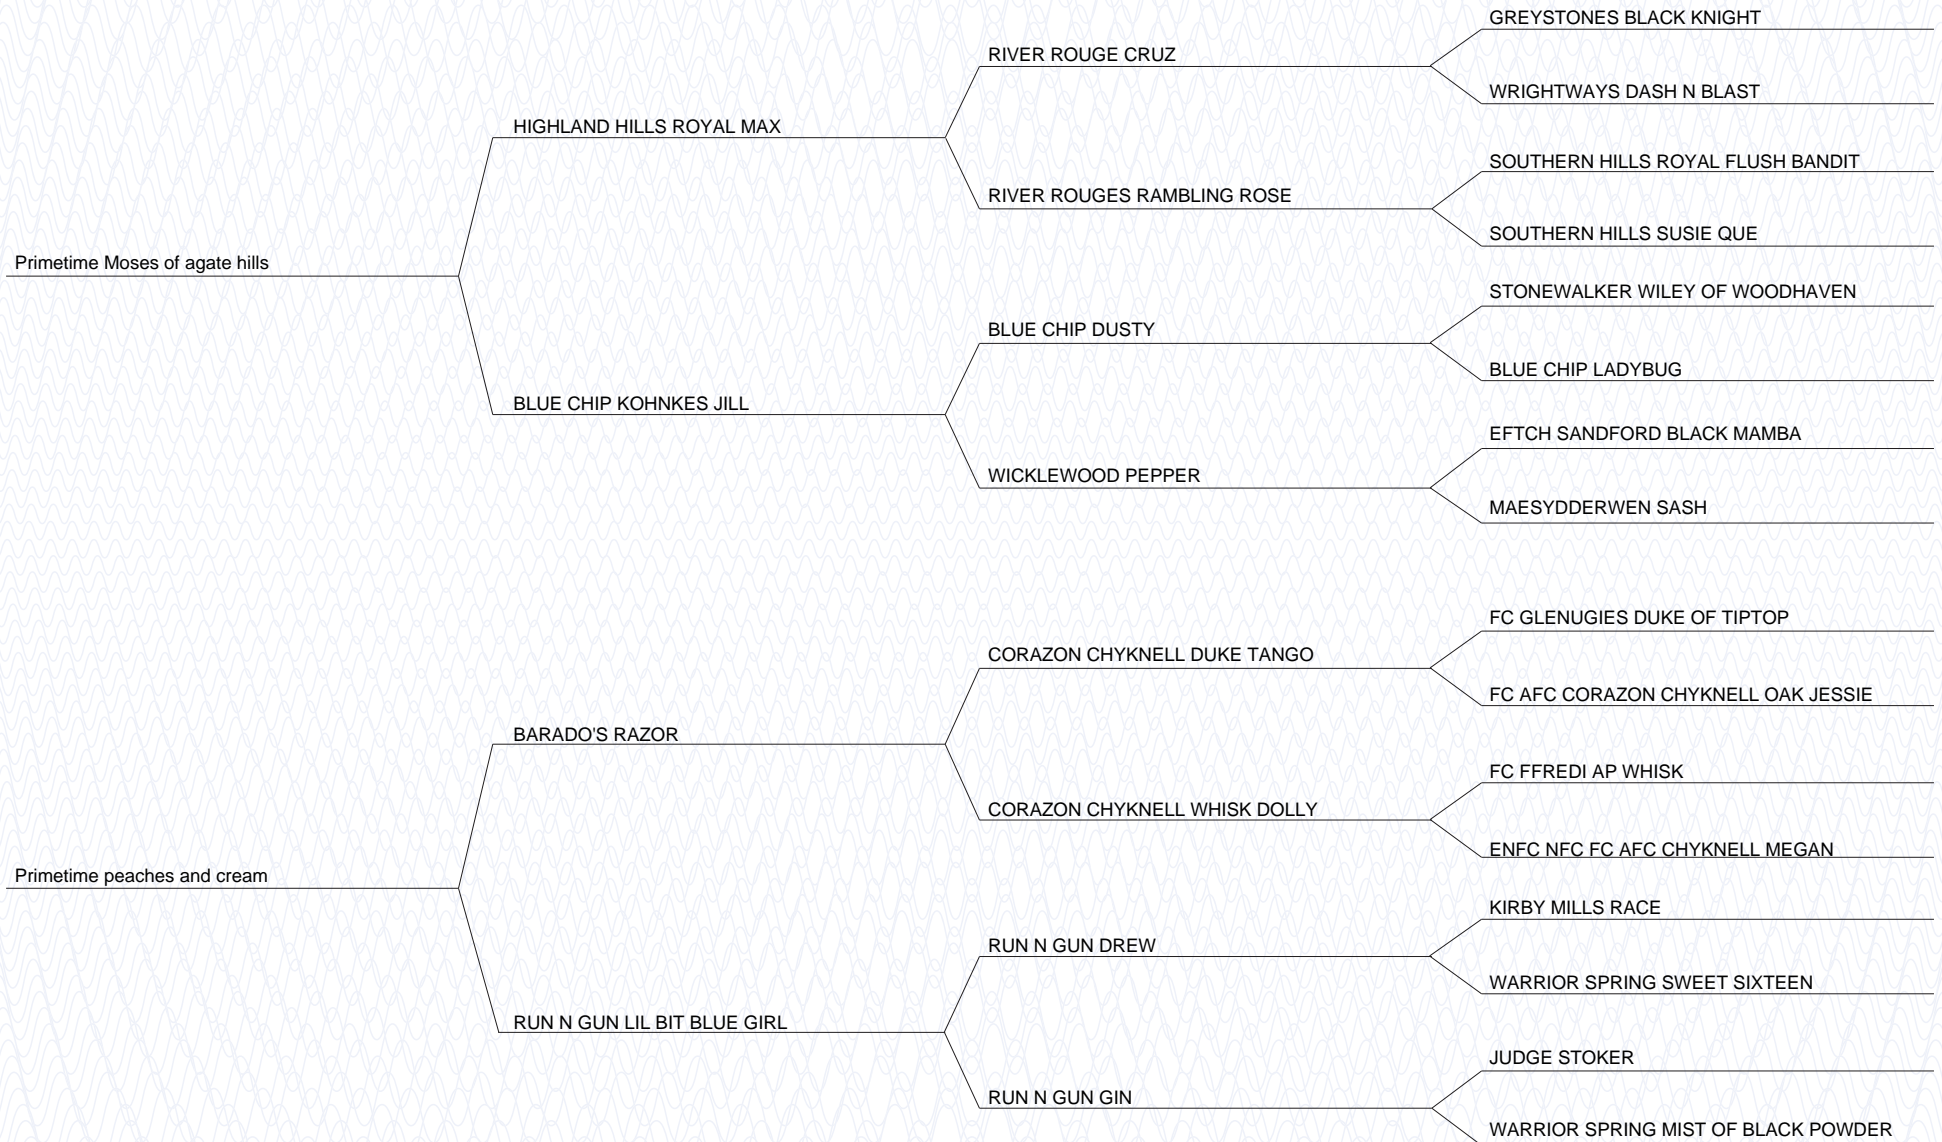 GREYSTONES BLACK KNIGHT
RIVER ROUGE CRUZ
WRIGHTWAYS DASH N BLAST
HIGHLAND HILLS ROYAL MAX
SOUTHERN HILLS ROYAL FLUSH BANDIT
RIVER ROUGES RAMBLING ROSE
SOUTHERN HILLS SUSIE QUE
Primetime Moses of agate hills
STONEWALKER WILEY OF WOODHAVEN
BLUE CHIP DUSTY
BLUE CHIP LADYBUG
BLUE CHIP KOHNKES JILL
EFTCH SANDFORD BLACK MAMBA
WICKLEWOOD PEPPER
MAESYDDERWEN SASH
FC GLENUGIES DUKE OF TIPTOP
CORAZON CHYKNELL DUKE TANGO
FC AFC CORAZON CHYKNELL OAK JESSIE
BARADO'S RAZOR
FC FFREDI AP WHISK
CORAZON CHYKNELL WHISK DOLLY
ENFC NFC FC AFC CHYKNELL MEGAN
Primetime peaches and cream
KIRBY MILLS RACE
RUN N GUN DREW
WARRIOR SPRING SWEET SIXTEEN
RUN N GUN LIL BIT BLUE GIRL
JUDGE STOKER
RUN N GUN GIN
WARRIOR SPRING MIST OF BLACK POWDER